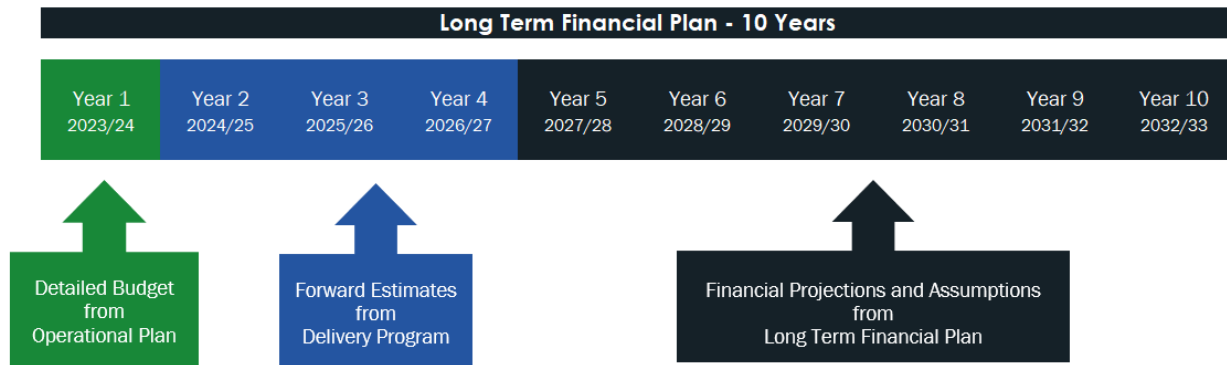 Long Term Financial Plan - 10 Years
Year 1
2023/24
Year 2
2024/25
Year 3
2025/26
Year 4
2026/27
Year 5
2027/28
Year 6
2028/29
Year 7
2029/30
Year 8
2030/31
Year 9
2031/32
Year 10
2032/33
Detailed Budget
from
Operational Plan
Forward Estimates
from
Delivery Program
Financial Projections and Assumptions
from
Long Term Financial Plan